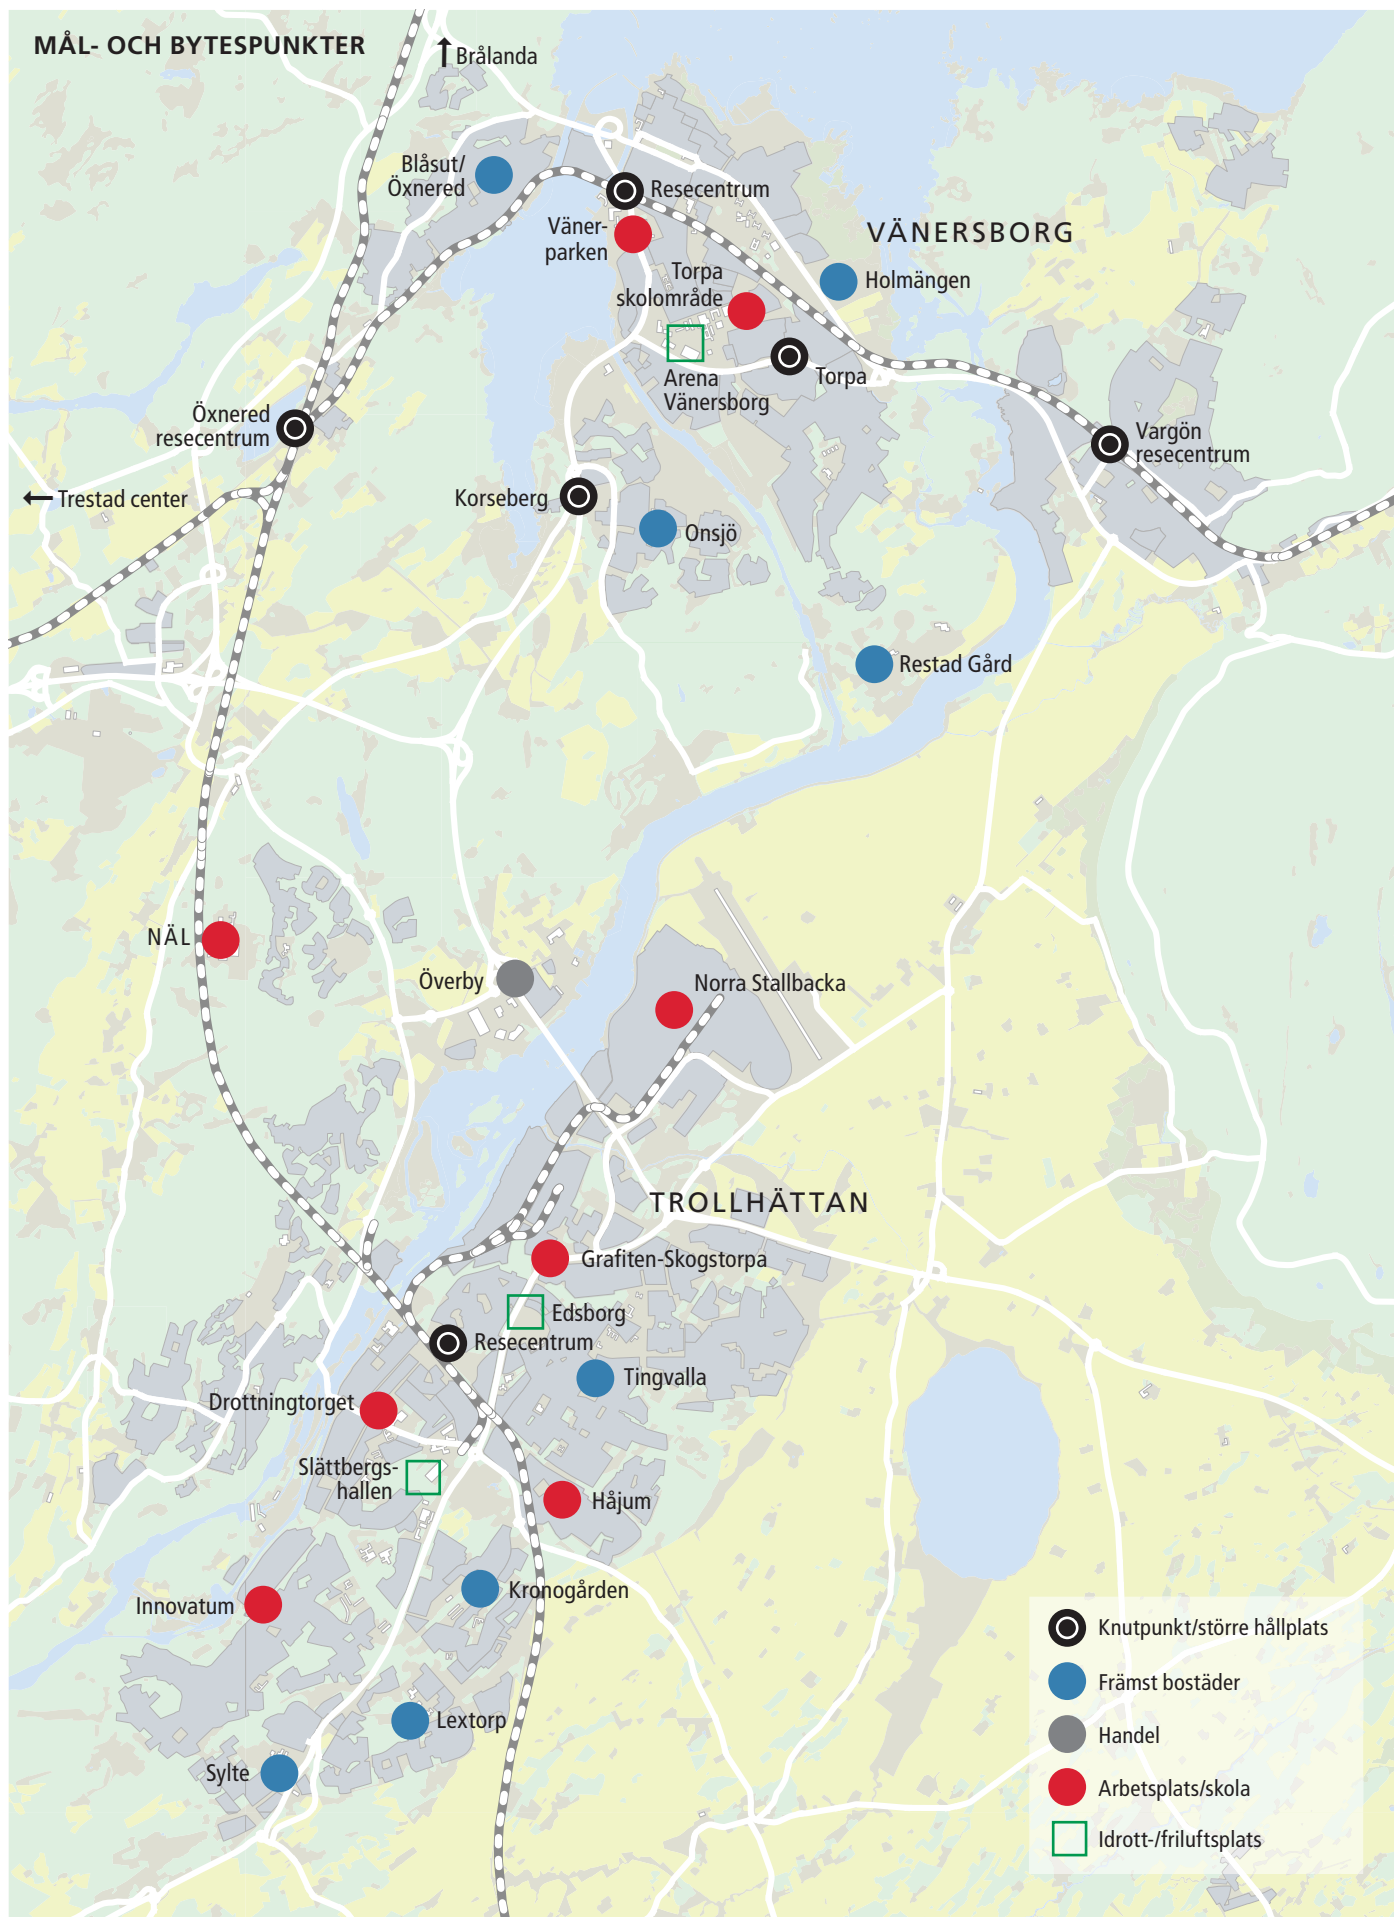 MÅL- OCH BYTESPUNKTER
Brålanda
Blåsut/
Öxnered
Resecentrum
Väner-
parken
VÄNERSBORG
Torpa
skolområde
Holmängen
Arena
Vänersborg
Torpa
Öxnered
resecentrum
Vargön
resecentrum
Trestad center
Korseberg
Onsjö
Restad Gård
NÄL
Överby
Norra Stallbacka
TROLLHÄTTAN
Grafiten-Skogstorpa
Edsborg
Resecentrum
Tingvalla
Drottningtorget
Slättbergs-
hallen
Håjum
Kronogården
Innovatum
Lextorp
Sylte
Knutpunkt/större hållplats
Främst bostäder
Handel
Arbetsplats/skola
Idrott-/friluftsplats